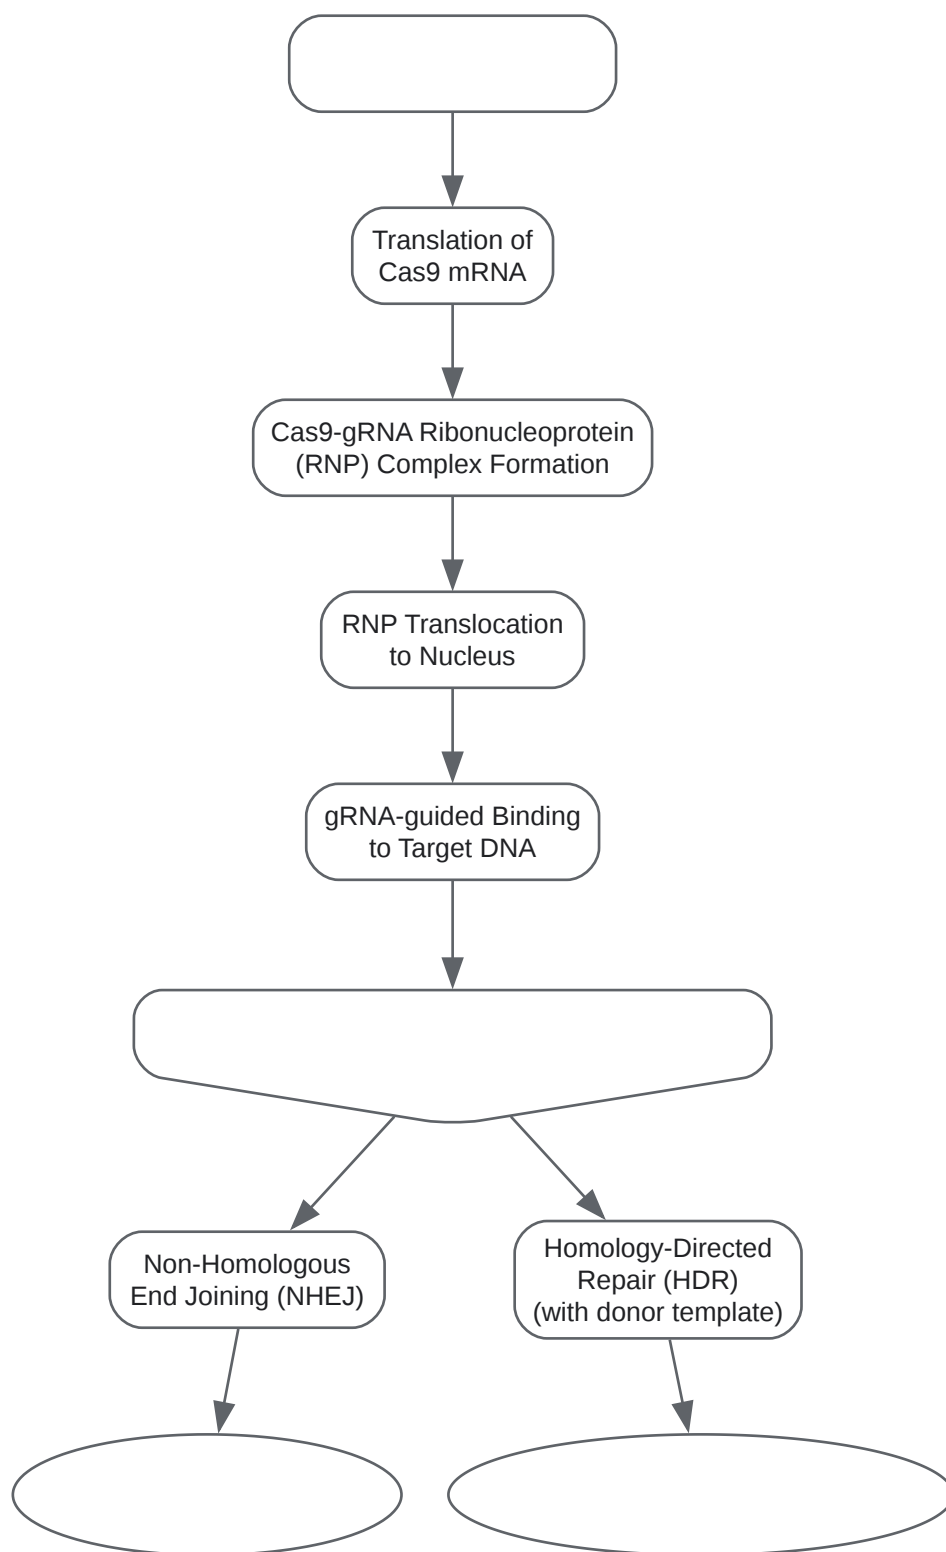 Translation of
Cas9 mRNA
Cas9-gRNA Ribonucleoprotein
(RNP) Complex Formation
RNP Translocation
to Nucleus
gRNA-guided Binding
to Target DNA
Non-Homologous
End Joining (NHEJ)
Homology-Directed
Repair (HDR)
(with donor template)